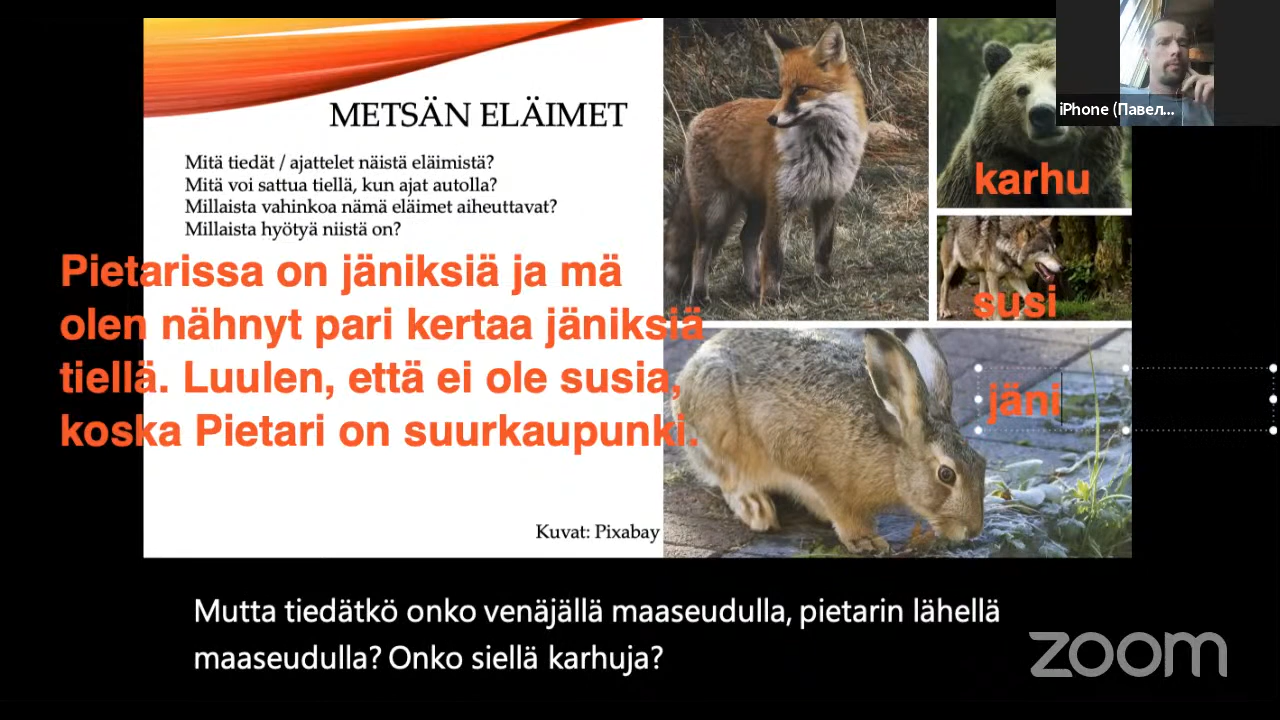 METSÄN ELÄIMET
Mitä tiedät / ajattelet näistä eläimistä?
Mitä voi sattua tiellä, kun ajat autolla?
Millaista vahinkoa nämä eläimet aiheuttavat?
Millaista hyötyä niistä on?
Pietarissa on jäniksiä ja mä
olen nähnyt pari kertaa jäniksiä
tiellä. Luulen, että ei ole susia,
koska Pietari on suurkaupunki.
Kuvat: Pixabay
iPhone (Павел...
karhu
susi
jäni
Mutta tiedätkö onko venäjällä maaseudulla, pietarin lähellä
maaseudulla? Onko siellä karhuja?
zoom